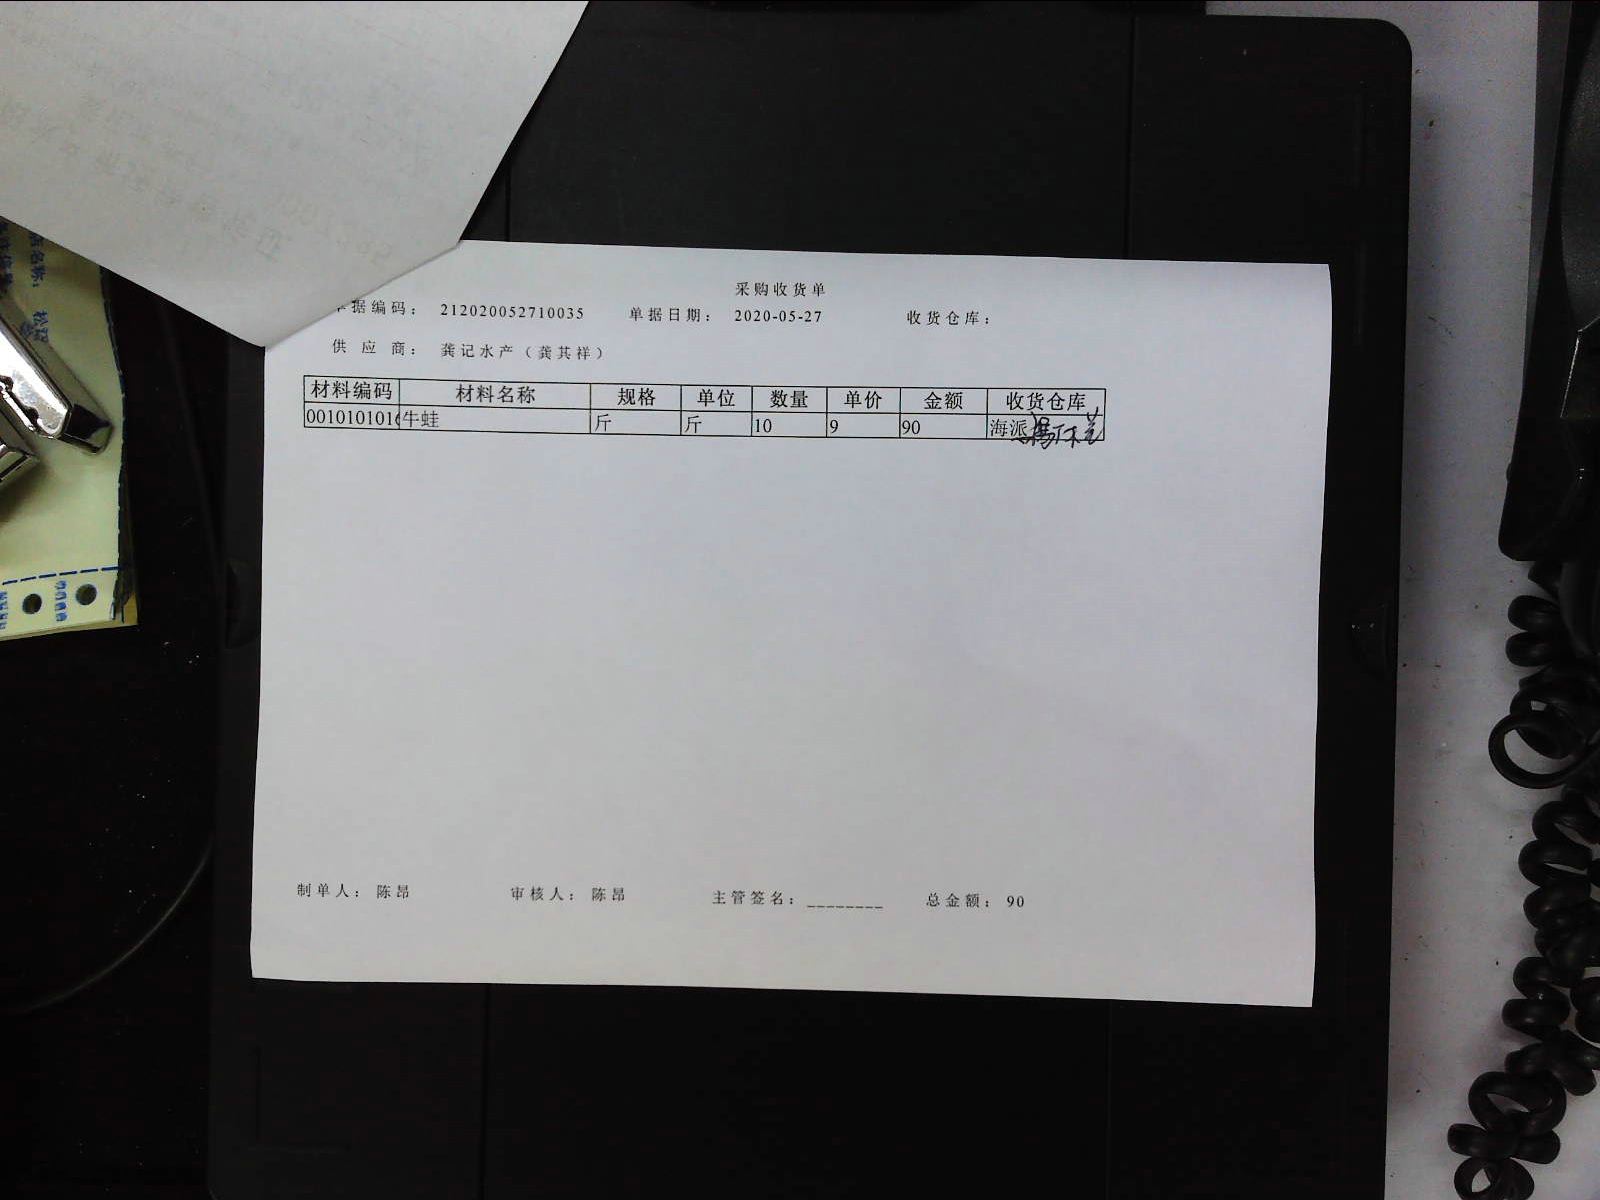 采购收货单
据编码： 212020052710035 单据日期： 2020-05-27 收货仓库：
供应商： 龚记水产（龚其祥）
材料编码 材料名称 规格 单位 数量 单价 金额 收货仓库
0010101016 牛蛙 斤 斤 10 9 90 海派
制单人： 陈昂 审核人： 陈昂 主管签名：________ 总金额： 90